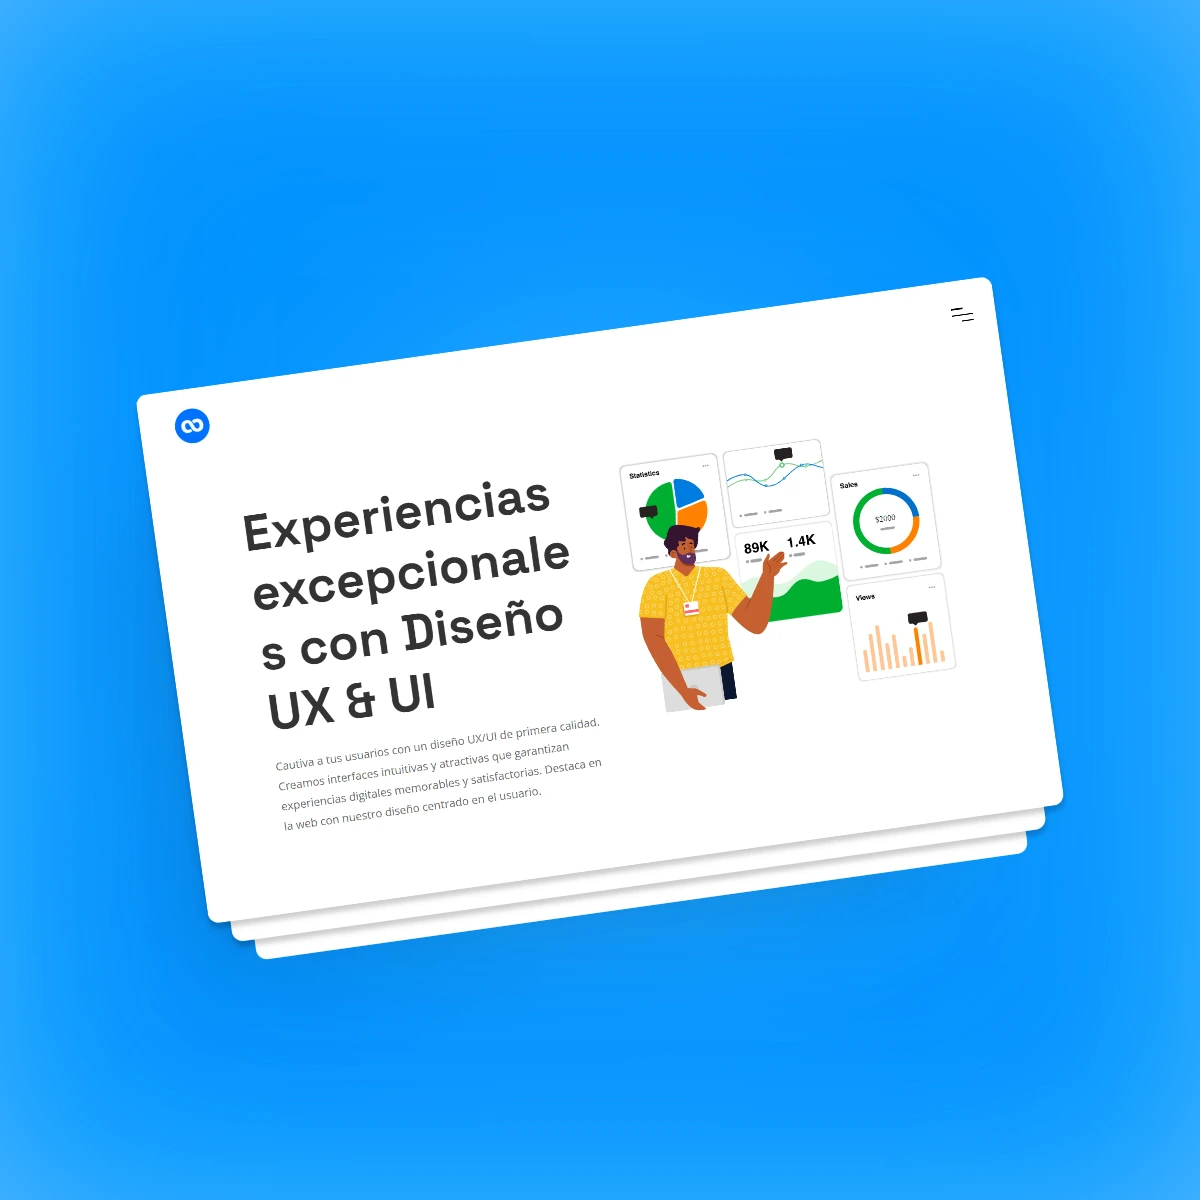 Experiencias
excepcionale
s con Diseño
UX & UI
Cautiva a tus usuarios con un diseño UX/UI de primera calidad.
Creamos interfaces intuitivas y atractivas que garantizan
experiencias digitales memorables y satisfactorias. Destaca en
la web con nuestro diseño centrado en el usuario.
Statistics
89K
1.4K
Sales
$2000
Views